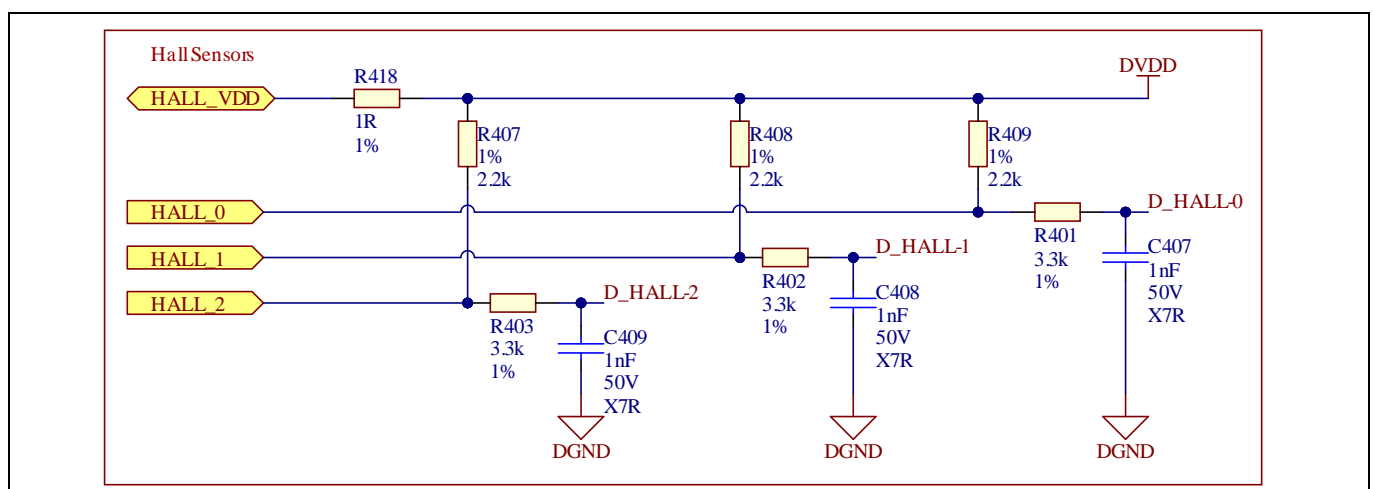 Hall Sensors
DVDD
R418
HALL_VDD
1R
1%
R407
1%
2.2k
R408
1%
2.2k
R409
1%
2.2k
HALL_0
D_HALL-0
R401
3.3k
1%
C407
1nF
50V
X7R
HALL_1
D_HALL-1
R402
3.3k
1%
C408
1nF
50V
X7R
HALL_2
D_HALL-2
R403
3.3k
1%
C409
1nF
50V
X7R
DGND
DGND
DGND